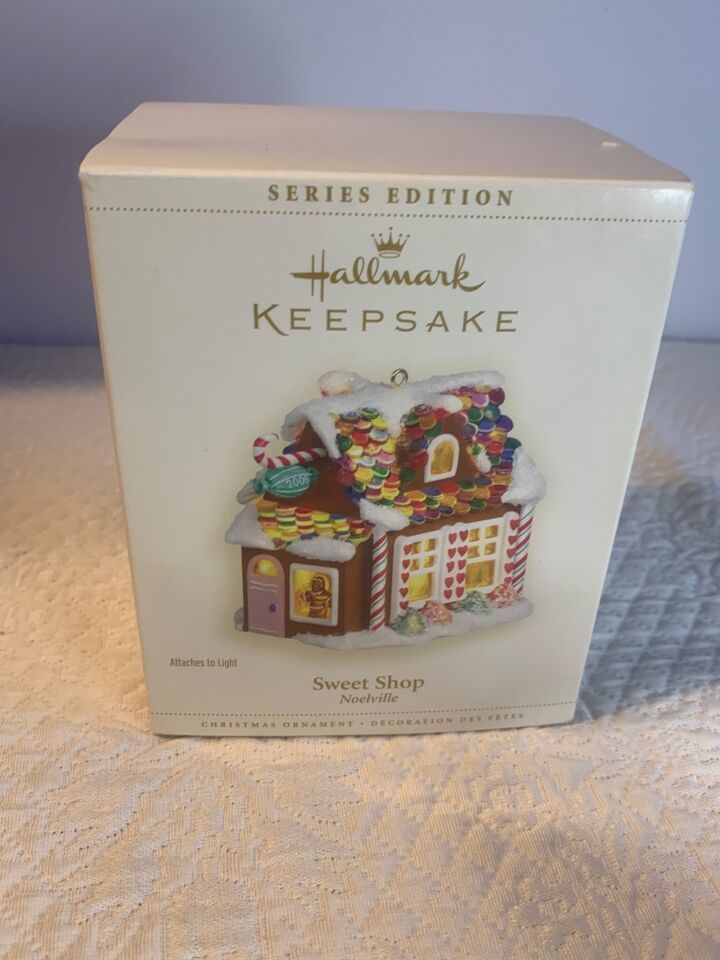 SERIES EDITION
Hallmark
KEEPSAKE
2006
Attaches to Light
Sweet Shop
Noelville
CHRISTMAS ORNAMENT • DÉCORATION DES FÊTES